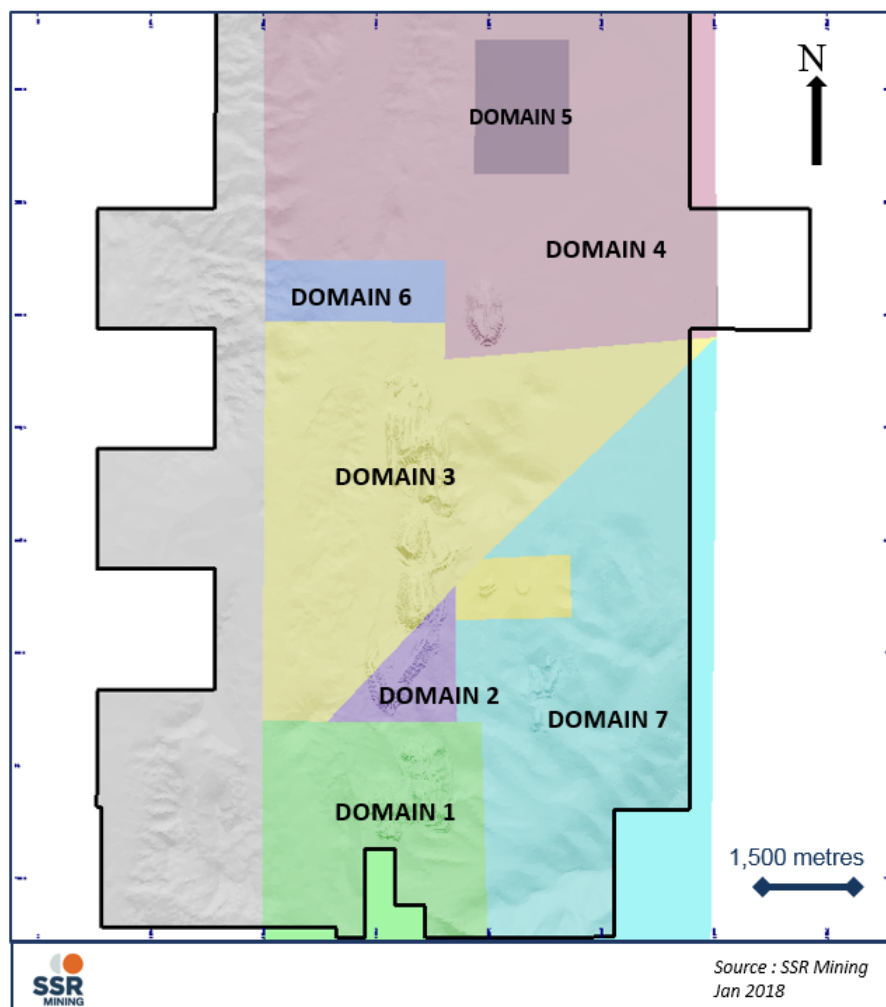 N
DOMAIN 5
DOMAIN 4
DOMAIN 6
DOMAIN 3
DOMAIN 2
DOMAIN 7
DOMAIN 1
1,500 metres
SSR
MINING
Source : SSR Mining
Jan 2018